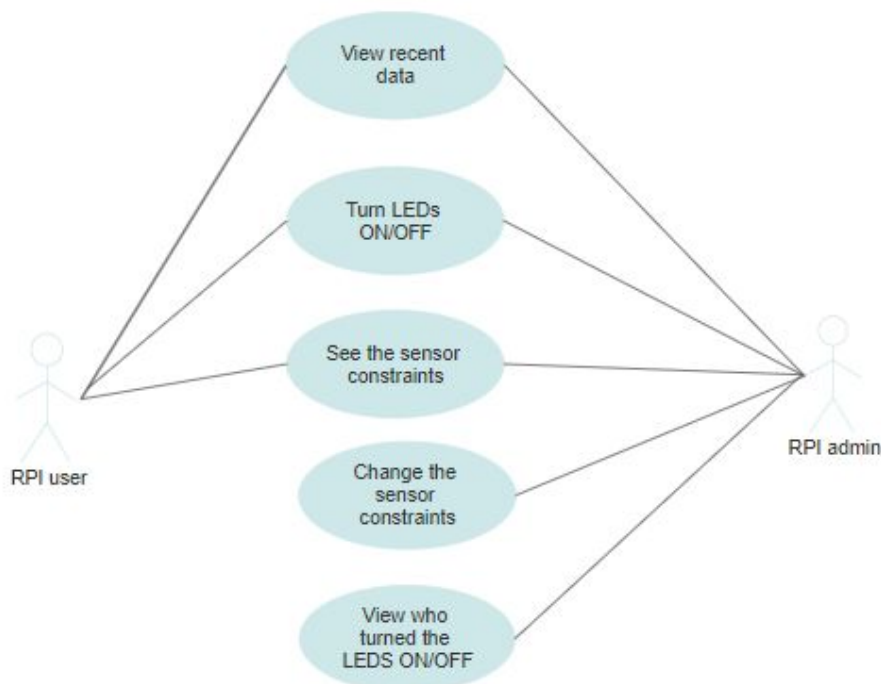 View recent
data
Turn LEDs
ON/OFF
See the sensor
constraints
RPI user
RPI admin
Change the
sensor
constraints
View who
turned the
LEDS ON/OFF